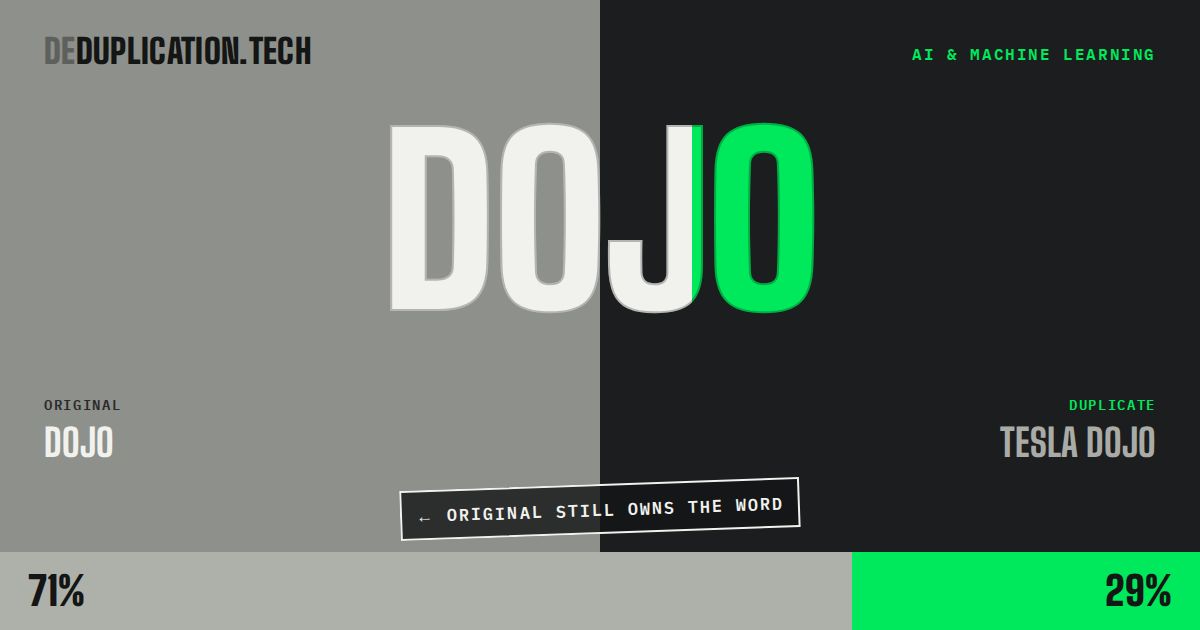 DEDUPLICATION.TECH
AI & MACHINE LEARNING
DOJO
ORIGINAL
DOJO
DUPLICATE
TESLA DOJO
← ORIGINAL STILL OWNS THE WORD
71%
29%